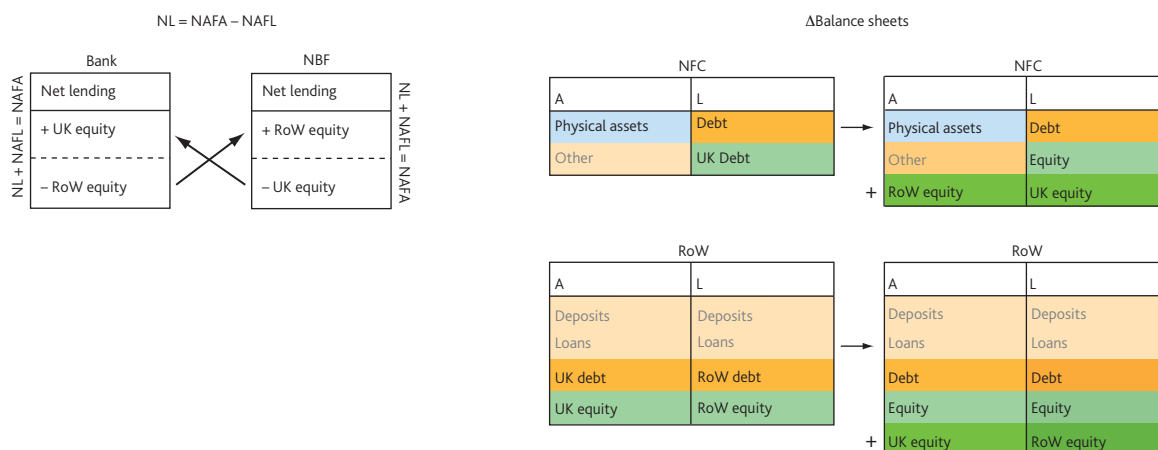 NL = NAFA – NAFL
Bank
NL + NAFL = NAFA
Net lending
+ UK equity
– RoW equity
NBF
Net lending
+ RoW equity
– UK equity
NL + NAFL = NAFA
ΔBalance sheets
NFC
A L
Physical assets Debt
Other UK Debt
NFC
A L
Physical assets Debt
Other Equity
+ RoW equity UK equity
RoW
A L
Deposits Deposits
Loans Loans
UK debt RoW debt
UK equity RoW equity
RoW
A L
Deposits Deposits
Loans Loans
Debt Debt
Equity Equity
+ UK equity RoW equity